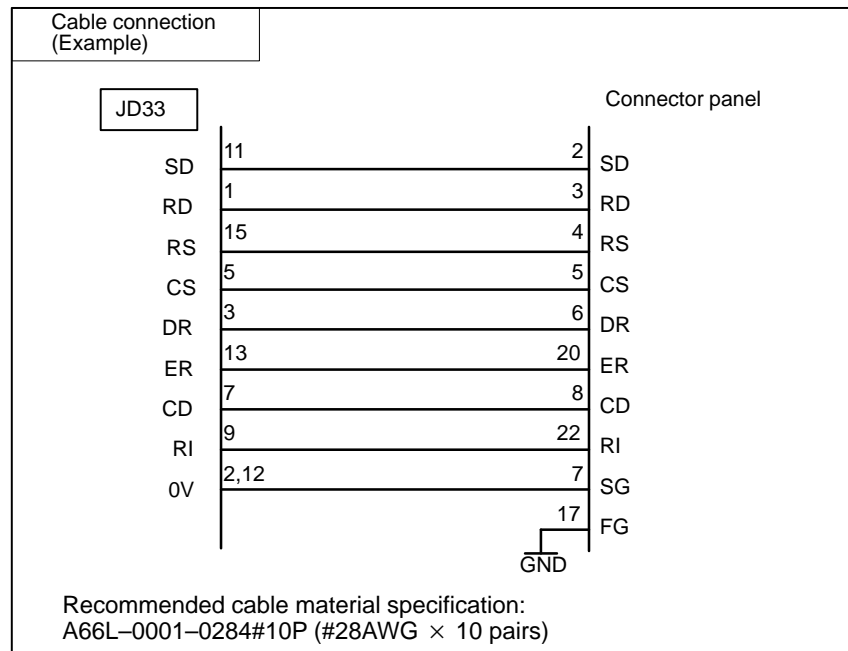 Cable connection
(Example)
JD33
Connector panel
SD 11 2 SD
RD 1 3 RD
RS 15 4 RS
CS 5 5 CS
DR 3 6 DR
ER 13 20 ER
CD 7 8 CD
RI 9 22 RI
0V 2,12 7 SG
17 FG
GND
Recommended cable material specification:
A66L–0001–0284#10P (#28AWG × 10 pairs)